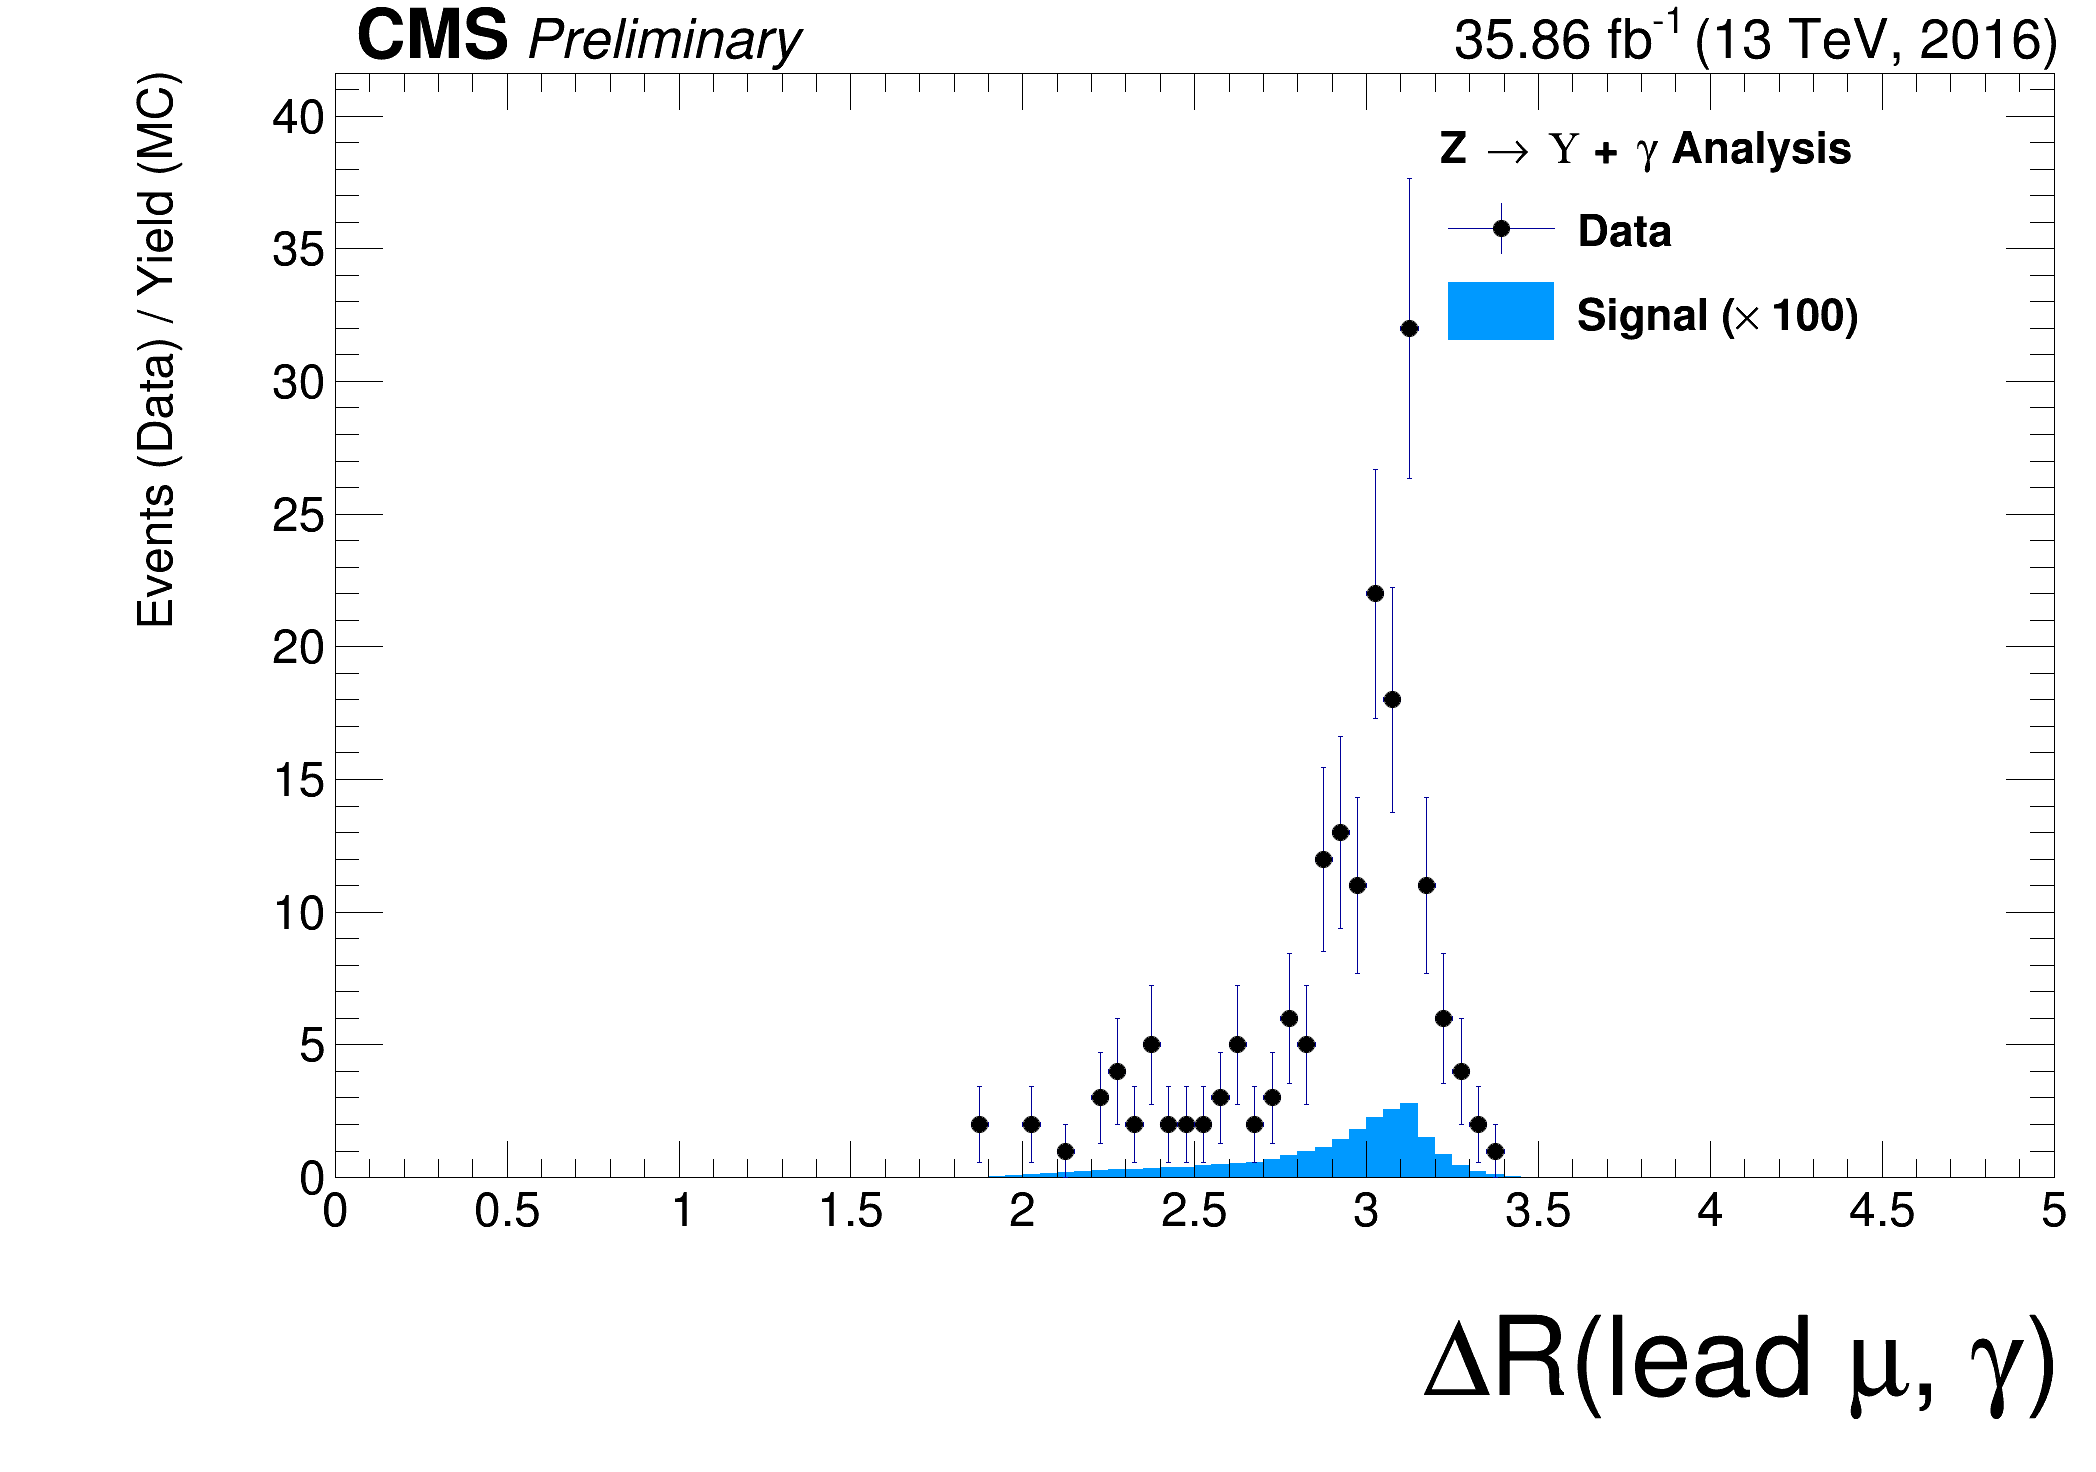 CMS Preliminary 35.86 fb⁻¹ (13 TeV, 2016)
Events (Data) / Yield (MC)
Z → Υ + γ Analysis
Data
Signal (× 100)
40
35
30
25
20
15
10
5
0
0 0.5 1 1.5 2 2.5 3 3.5 4 4.5 5
ΔR(lead μ, γ)